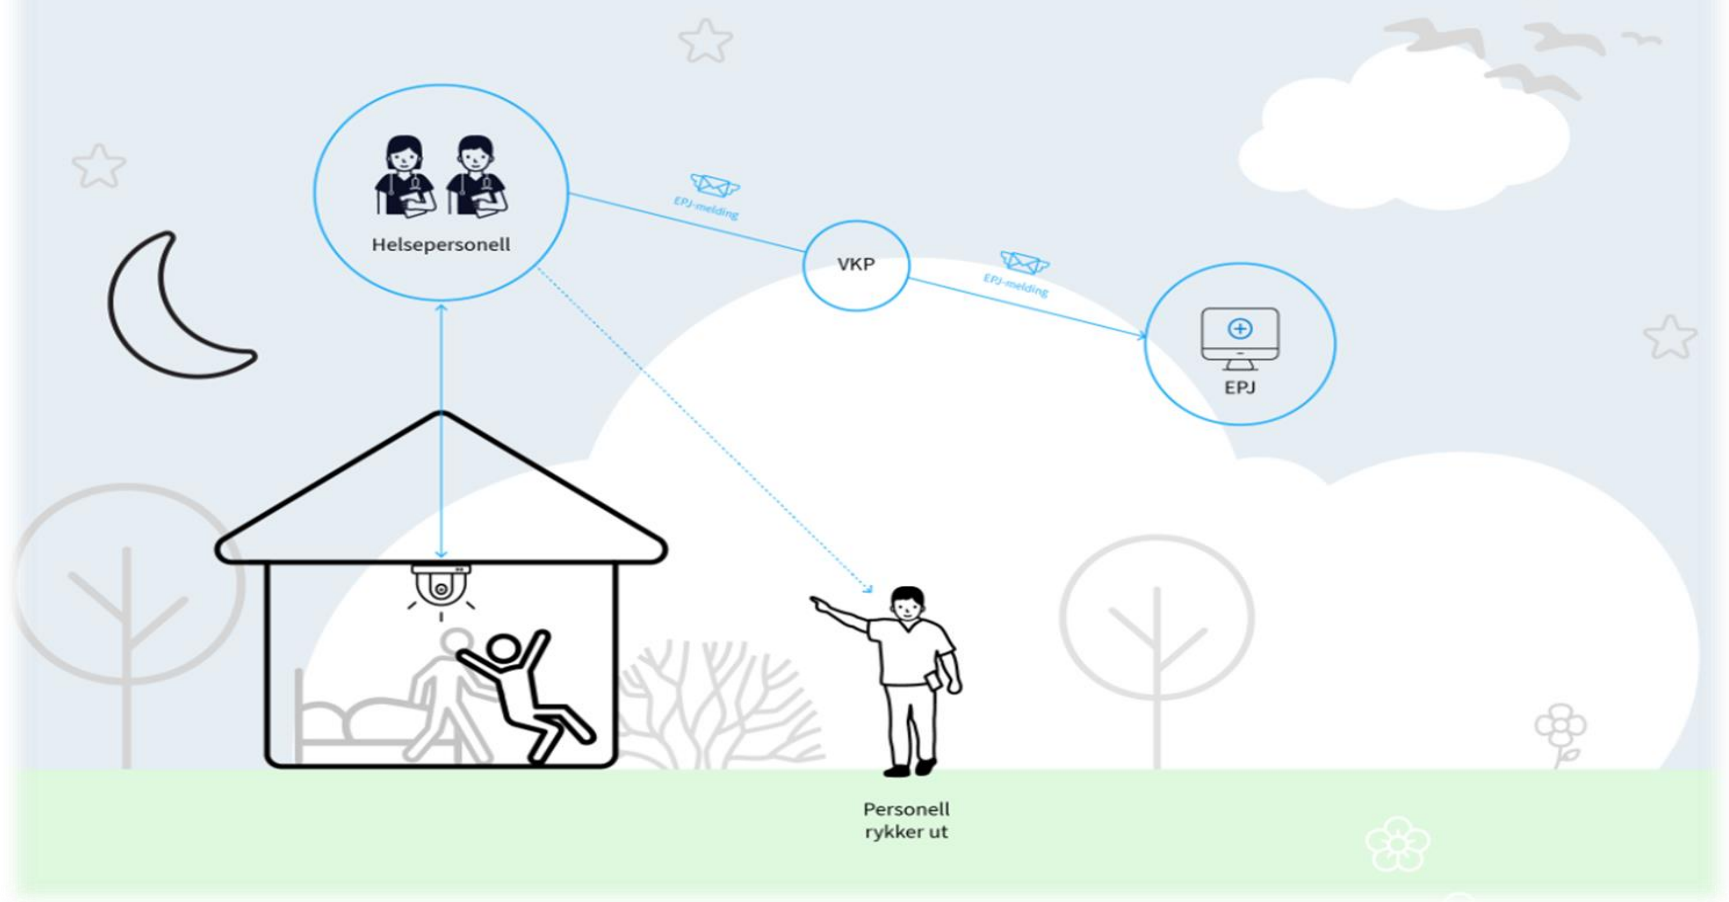 EPJ-melding
Helsepersonell
VKP
EPJ-melding
EPJ
Personell
rykker ut